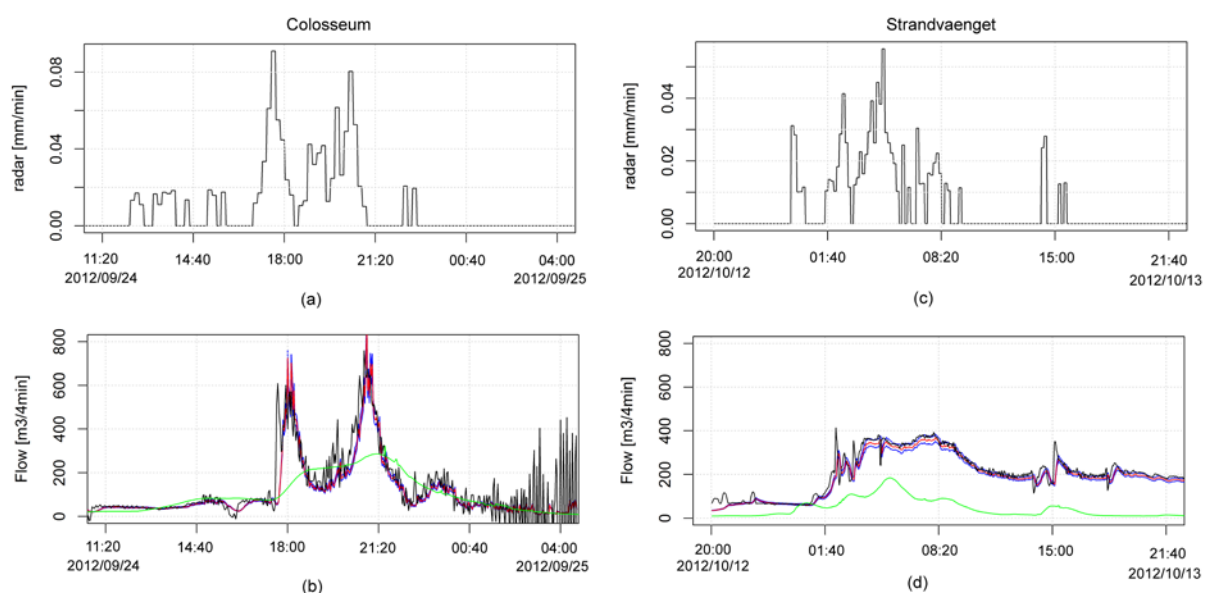 Colosseum
radar [mm/min]
0.00 0.04 0.08
11:20 14:40 18:00 21:20 00:40 04:00
2012/09/24 2012/09/25
(a)
Strandvaenget
radar [mm/min]
0.00 0.02 0.04
20:00 01:40 08:20 15:00 21:40
2012/10/12 2012/10/13
(c)
Flow [m3/4min]
0 200 400 600 800
11:20 14:40 18:00 21:20 00:40 04:00
2012/09/24 2012/09/25
(b)
Flow [m3/4min]
0 200 400 600 800
20:00 01:40 08:20 15:00 21:40
2012/10/12 2012/10/13
(d)